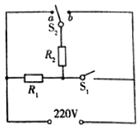 a b
S₂
R₂
R₁ S₁
220V